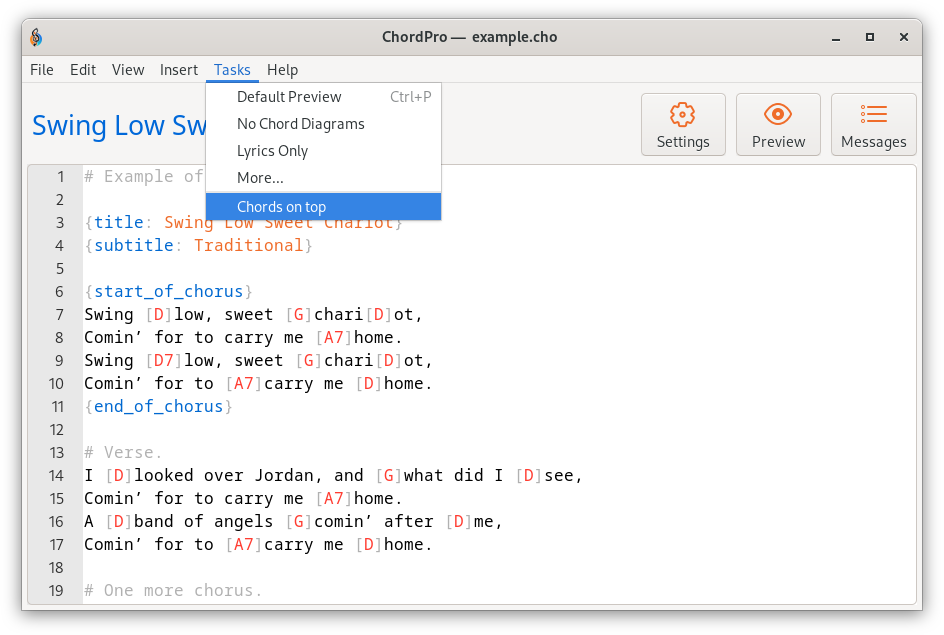 ChordPro — example.cho
File Edit View Insert Tasks Help
Default Preview Ctrl+P
No Chord Diagrams
Lyrics Only
More...
Chords on top
Swing Low Sw
Settings Preview Messages
1 # Example of
2
3 {title: Swing Low Sweet Chariot}
4 {subtitle: Traditional}
5
6 {start_of_chorus}
7 Swing [D]low, sweet [G]chari[D]ot,
8 Comin’ for to carry me [A7]home.
9 Swing [D7]low, sweet [G]chari[D]ot,
10 Comin’ for to [A7]carry me [D]home.
11 {end_of_chorus}
12
13 # Verse.
14 I [D]looked over Jordan, and [G]what did I [D]see,
15 Comin’ for to carry me [A7]home.
16 A [D]band of angels [G]comin’ after [D]me,
17 Comin’ for to [A7]carry me [D]home.
18
19 # One more chorus.